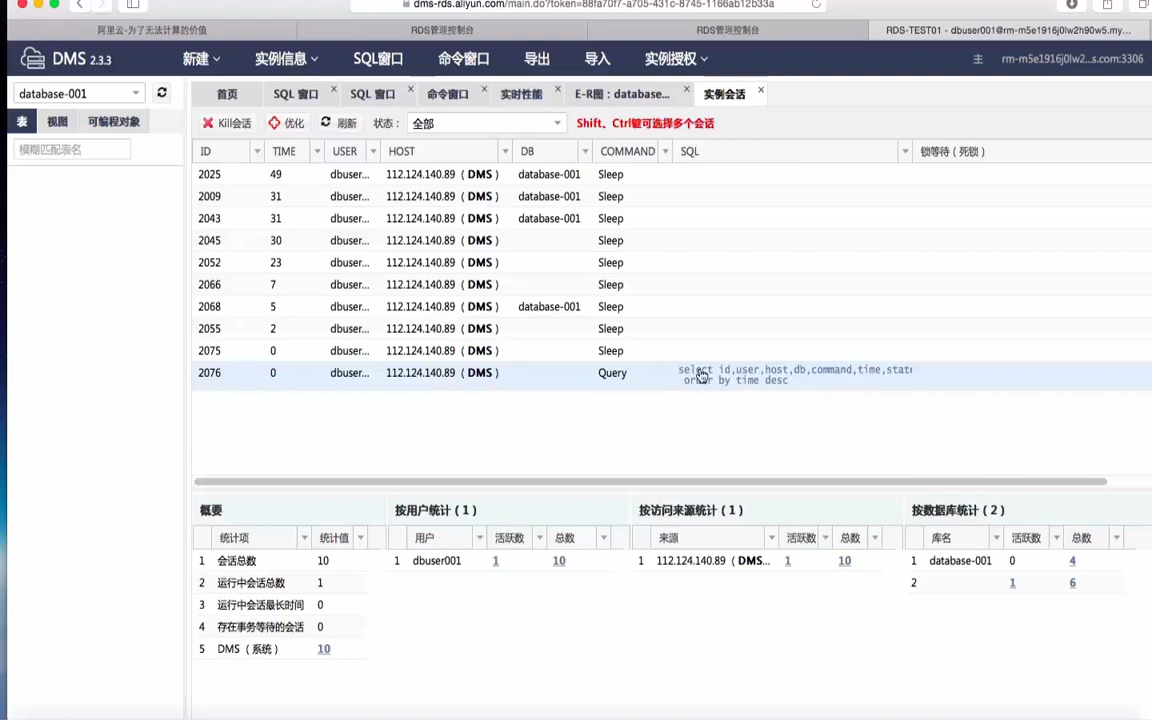 dms-rds.aliyun.com/main.do?token=88fa70f7-a705-431c-8745-1166ab12b33a
阿里云-为了无法计算的价值 RDS管理控制台 RDS管理控制台 RDS-TEST01 - dbuser001@rm-m5e1916j0lw2h90w5.my...
DMS 2.3.3 新建 实例信息 SQL窗口 命令窗口 导出 导入 实例授权 主 rm-m5e1916j0lw2...s.com:3306
database-001 首页 SQL 窗口 × SQL 窗口 × 命令窗口 × 实时性能 × E-R图：database... × 实例会话 ×
表 视图 可编程对象 Kill会话 优化 刷新 状态： 全部 Shift、Ctrl键可选择多个会话
模糊匹配表名 ID TIME USER HOST DB COMMAND SQL 锁等待（死锁）
2025 49 dbuser... 112.124.140.89（DMS） database-001 Sleep
2009 31 dbuser... 112.124.140.89（DMS） database-001 Sleep
2043 31 dbuser... 112.124.140.89（DMS） database-001 Sleep
2045 30 dbuser... 112.124.140.89（DMS） Sleep
2052 23 dbuser... 112.124.140.89（DMS） Sleep
2066 7 dbuser... 112.124.140.89（DMS） Sleep
2068 5 dbuser... 112.124.140.89（DMS） database-001 Sleep
2055 2 dbuser... 112.124.140.89（DMS） Sleep
2075 0 dbuser... 112.124.140.89（DMS） Sleep
2076 0 dbuser... 112.124.140.89（DMS） Query select id,user,host,db,command,time,state
order by time desc
概要 按用户统计（1） 按访问来源统计（1） 按数据库统计（2）
统计项 统计值 用户 活跃数 总数 来源 活跃数 总数 库名 活跃数 总数
1 会话总数 10 1 dbuser001 1 10 1 112.124.140.89（DMS... 1 10 1 database-001 0 4
2 运行中会话总数 1 2 1 6
3 运行中会话最长时间 0
4 存在事务等待的会话 0
5 DMS（系统） 10